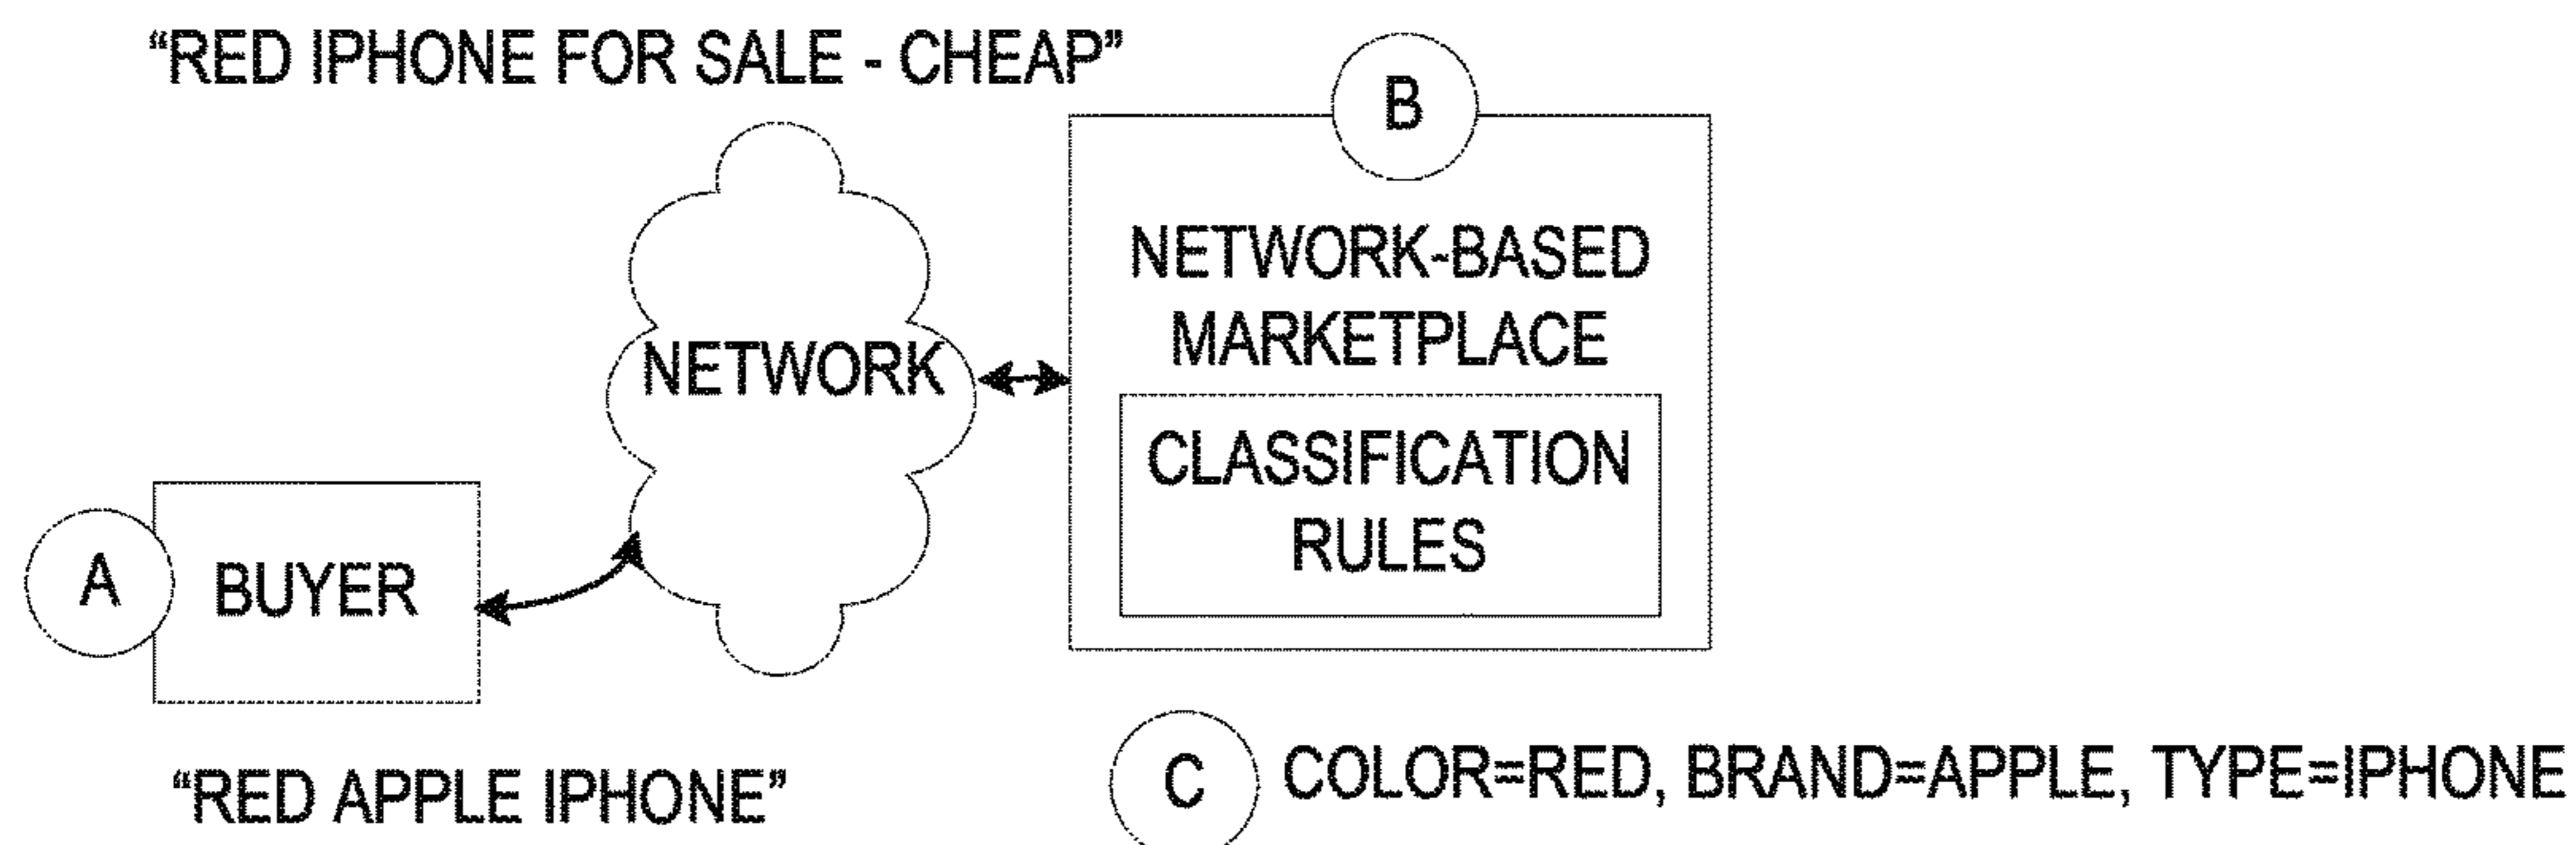 “RED IPHONE FOR SALE - CHEAP”
B
NETWORK-BASED
MARKETPLACE
NETWORK
CLASSIFICATION
RULES
A
BUYER
“RED APPLE IPHONE”
C
COLOR=RED, BRAND=APPLE, TYPE=IPHONE